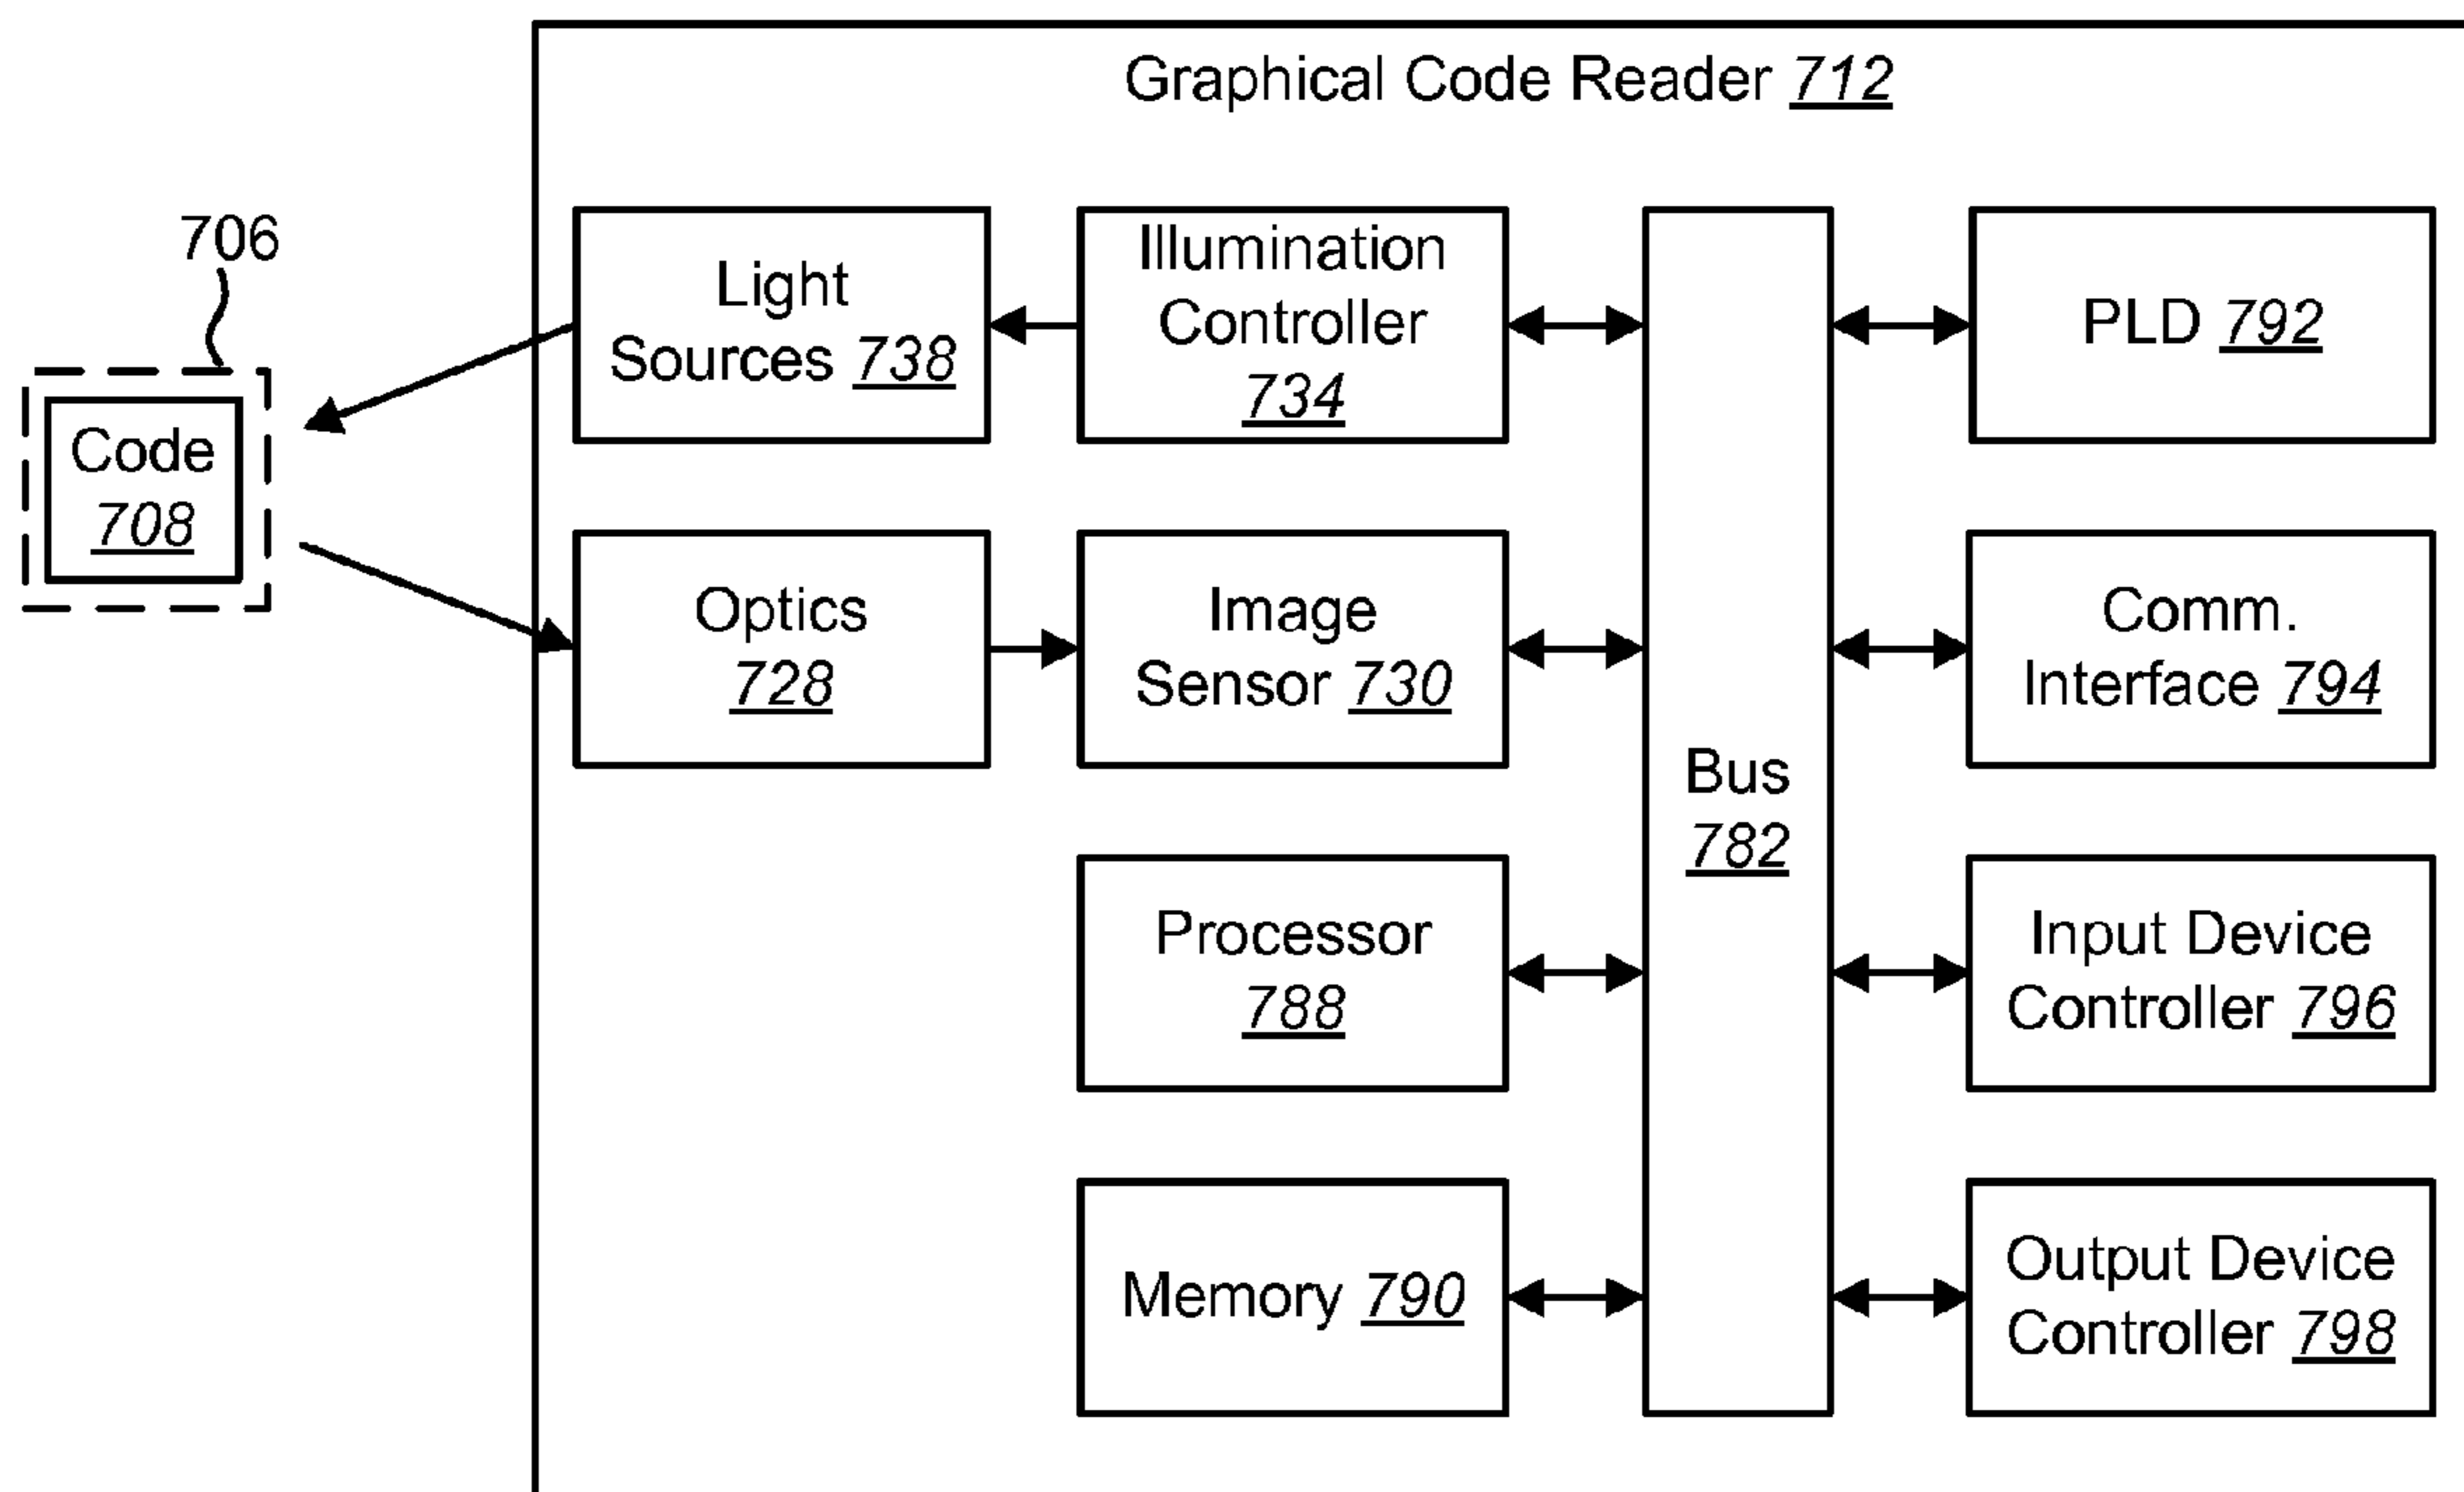 Graphical Code Reader 712
706
Code
708
Light
Sources 738
Illumination
Controller
734
PLD 792
Optics
728
Image
Sensor 730
Comm.
Interface 794
Bus
782
Processor
788
Input Device
Controller 796
Memory 790
Output Device
Controller 798